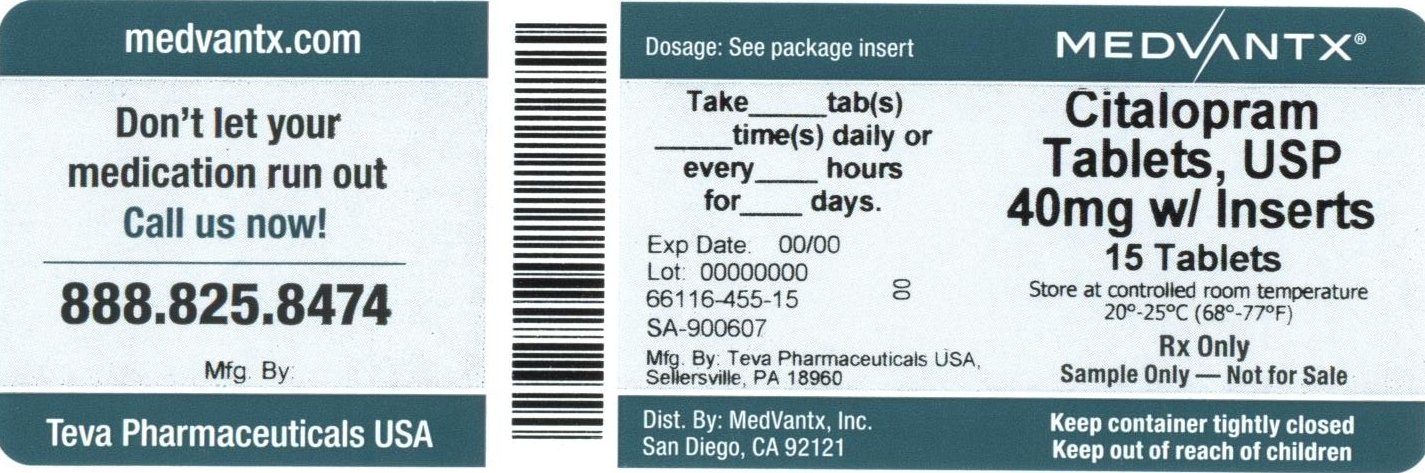 medvantx.com
Don't let your
medication run out
Call us now!
888.825.8474
Mfg. By:
Teva Pharmaceuticals USA
Dosage: See package insert
Take_____tab(s)
_____time(s) daily or
every____ hours
for____ days.
Exp Date: 00/00
Lot: 00000000
66116-455-15
00
SA-900607
Mfg. By: Teva Pharmaceuticals USA,
Sellersville, PA 18960
Dist. By: MedVantx, Inc.
San Diego, CA 92121
MEDVANTX®
Citalopram
Tablets, USP
40mg w/ Inserts
15 Tablets
Store at controlled room temperature
20°-25°C (68°-77°F)
Rx Only
Sample Only — Not for Sale
Keep container tightly closed
Keep out of reach of children